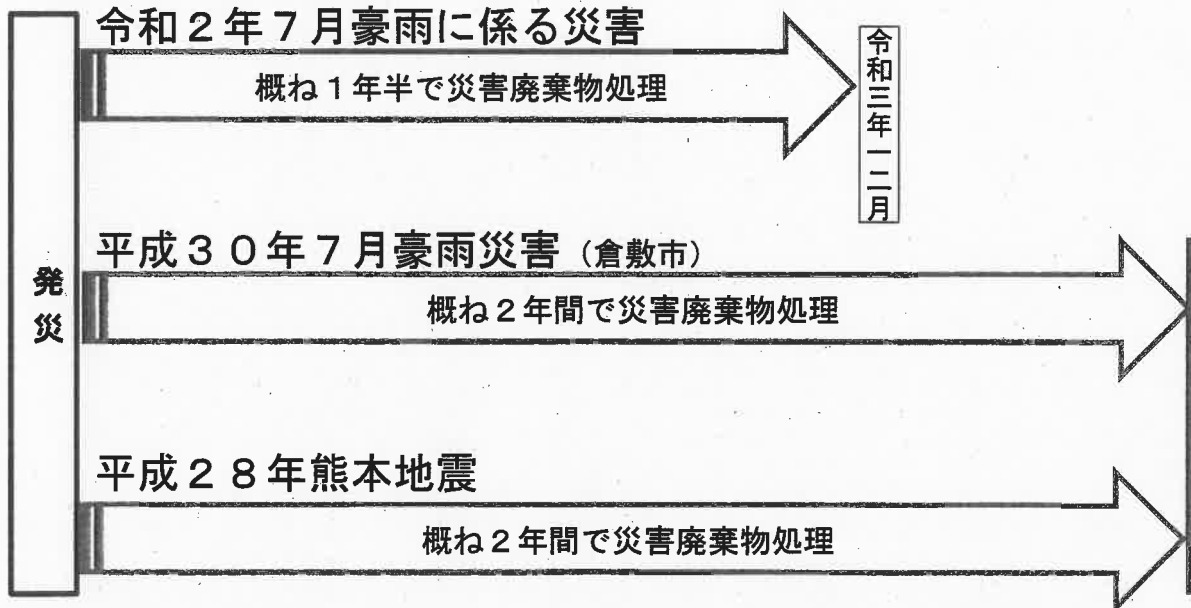 令和２年７月豪雨に係る災害
概ね１年半で災害廃棄物処理
令和三年一二月
発災
平成３０年７月豪雨災害（倉敷市）
概ね２年間で災害廃棄物処理
平成２８年熊本地震
概ね２年間で災害廃棄物処理